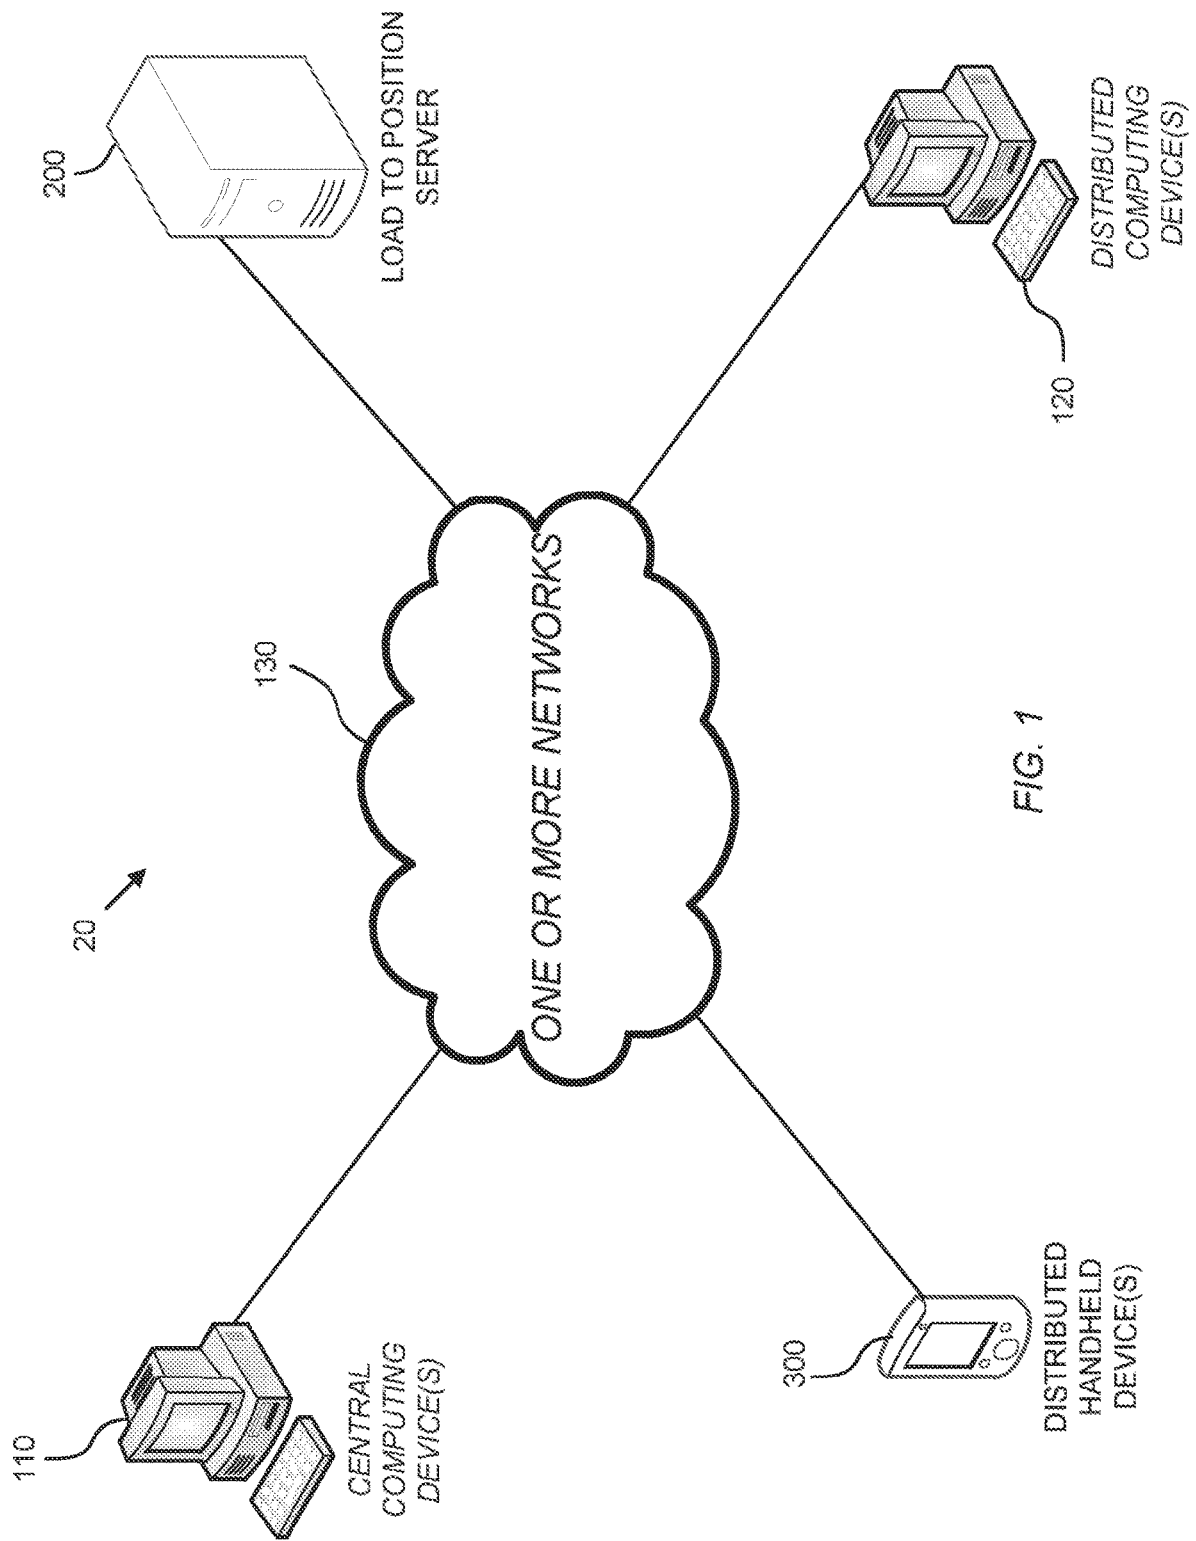 20
110
CENTRAL
COMPUTING
DEVICE(S)
130
200
LOAD TO POSITION
SERVER
ONE OR MORE NETWORKS
300
DISTRIBUTED
HANDHELD
DEVICE(S)
120
DISTRIBUTED
COMPUTING
DEVICE(S)
FIG. 1